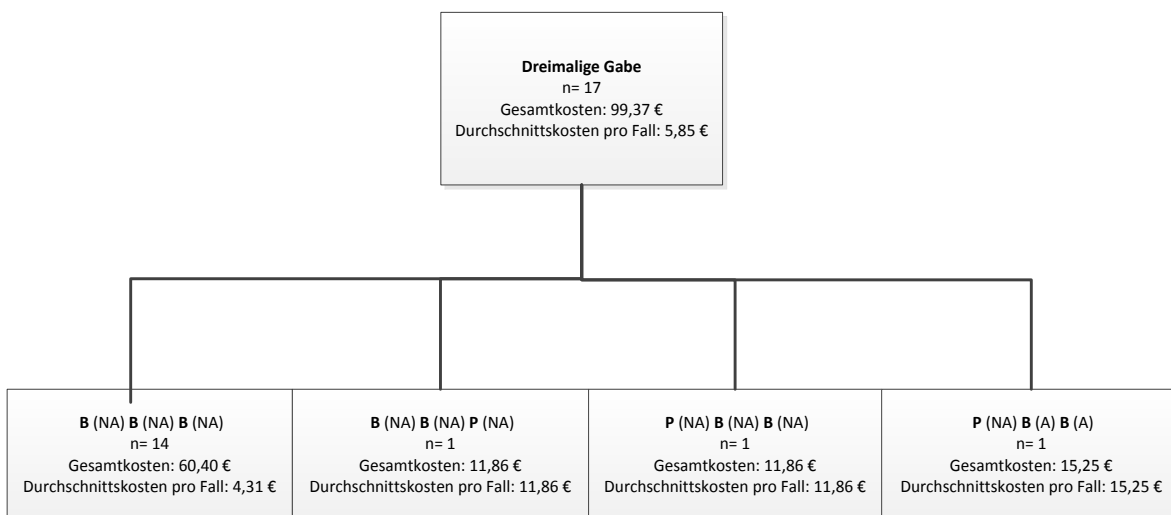 Dreimalige Gabe
n= 17
Gesamtkosten: 99,37 €
Durchschnittskosten pro Fall: 5,85 €
B (NA) B (NA) B (NA)
n= 14
Gesamtkosten: 60,40 €
Durchschnittskosten pro Fall: 4,31 €
B (NA) B (NA) P (NA)
n= 1
Gesamtkosten: 11,86 €
Durchschnittskosten pro Fall: 11,86 €
P (NA) B (NA) B (NA)
n= 1
Gesamtkosten: 11,86 €
Durchschnittskosten pro Fall: 11,86 €
P (NA) B (A) B (A)
n= 1
Gesamtkosten: 15,25 €
Durchschnittskosten pro Fall: 15,25 €